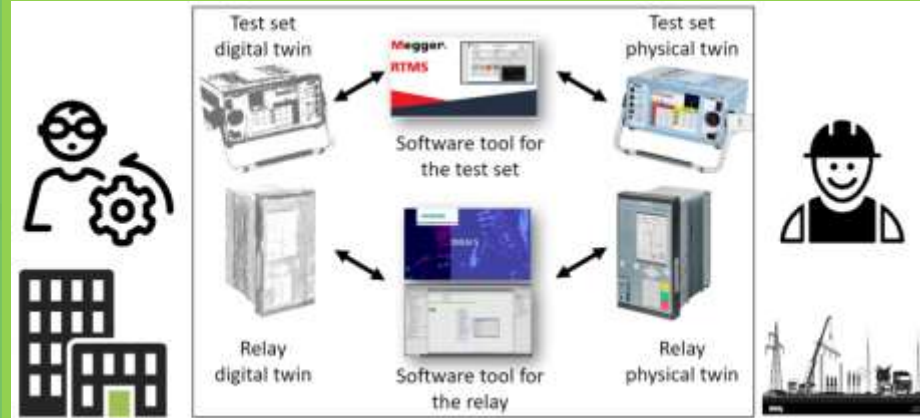 Test set
digital twin
Megger.
RTMS
Software tool for
the test set
Test set
physical twin
Relay
digital twin
Software tool for
the relay
Relay
physical twin